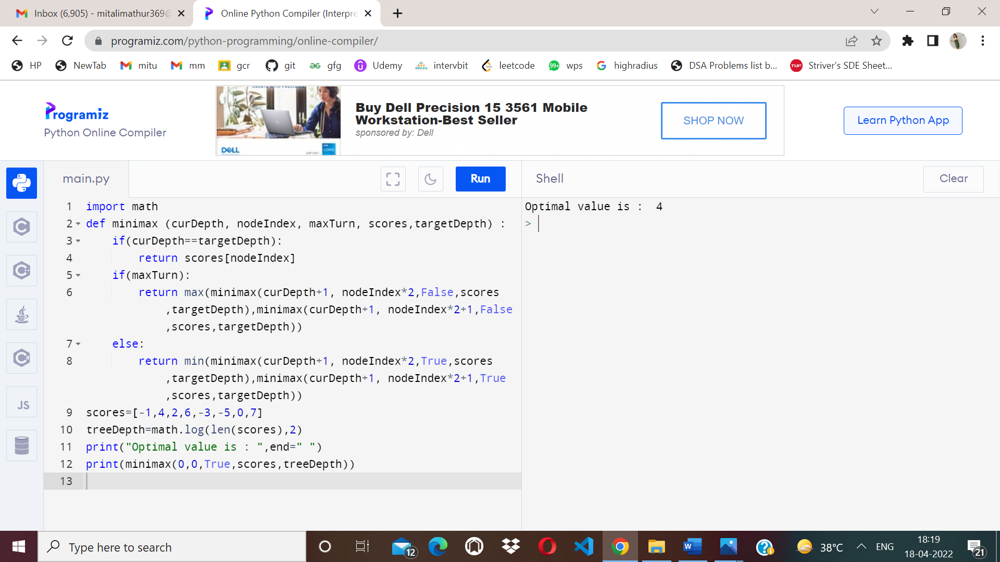 Inbox (6,905) - mitalimathur369@
Online Python Compiler (Interpre
programiz.com/python-programming/online-compiler/
HP NewTab mitu mm gcr git gfg Udemy intervbit leetcode 99+ wps highradius DSA Problems list b... TUF Striver's SDE Sheet...
Programiz
Python Online Compiler
Buy Dell Precision 15 3561 Mobile
Workstation-Best Seller
sponsored by: Dell
DELL
SHOP NOW
Learn Python App
main.py
Run
Shell
Clear
1 import math
2 def minimax (curDepth, nodeIndex, maxTurn, scores,targetDepth) :
3 if(curDepth==targetDepth):
4 return scores[nodeIndex]
5 if(maxTurn):
6 return max(minimax(curDepth+1, nodeIndex*2,False,scores
,targetDepth),minimax(curDepth+1, nodeIndex*2+1,False
,scores,targetDepth))
7 else:
8 return min(minimax(curDepth+1, nodeIndex*2,True,scores
,targetDepth),minimax(curDepth+1, nodeIndex*2+1,True
,scores,targetDepth))
9 scores=[-1,4,2,6,-3,-5,0,7]
10 treeDepth=math.log(len(scores),2)
11 print("Optimal value is : ",end=" ")
12 print(minimax(0,0,True,scores,treeDepth))
13
Optimal value is :  4
>
JS
Type here to search
12
38°C
ENG
18:19
18-04-2022
21